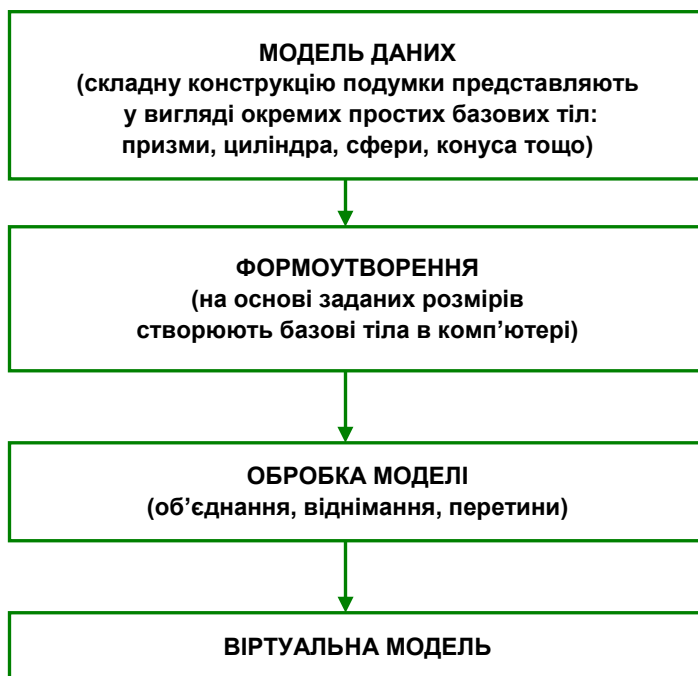 МОДЕЛЬ ДАНИХ
(складну конструкцію подумки представляють
у вигляді окремих простих базових тіл:
призми, циліндра, сфери, конуса тощо)
ФОРМОУТВОРЕННЯ
(на основі заданих розмірів
створюють базові тіла в комп’ютері)
ОБРОБКА МОДЕЛІ
(об’єднання, віднімання, перетини)
ВІРТУАЛЬНА МОДЕЛЬ